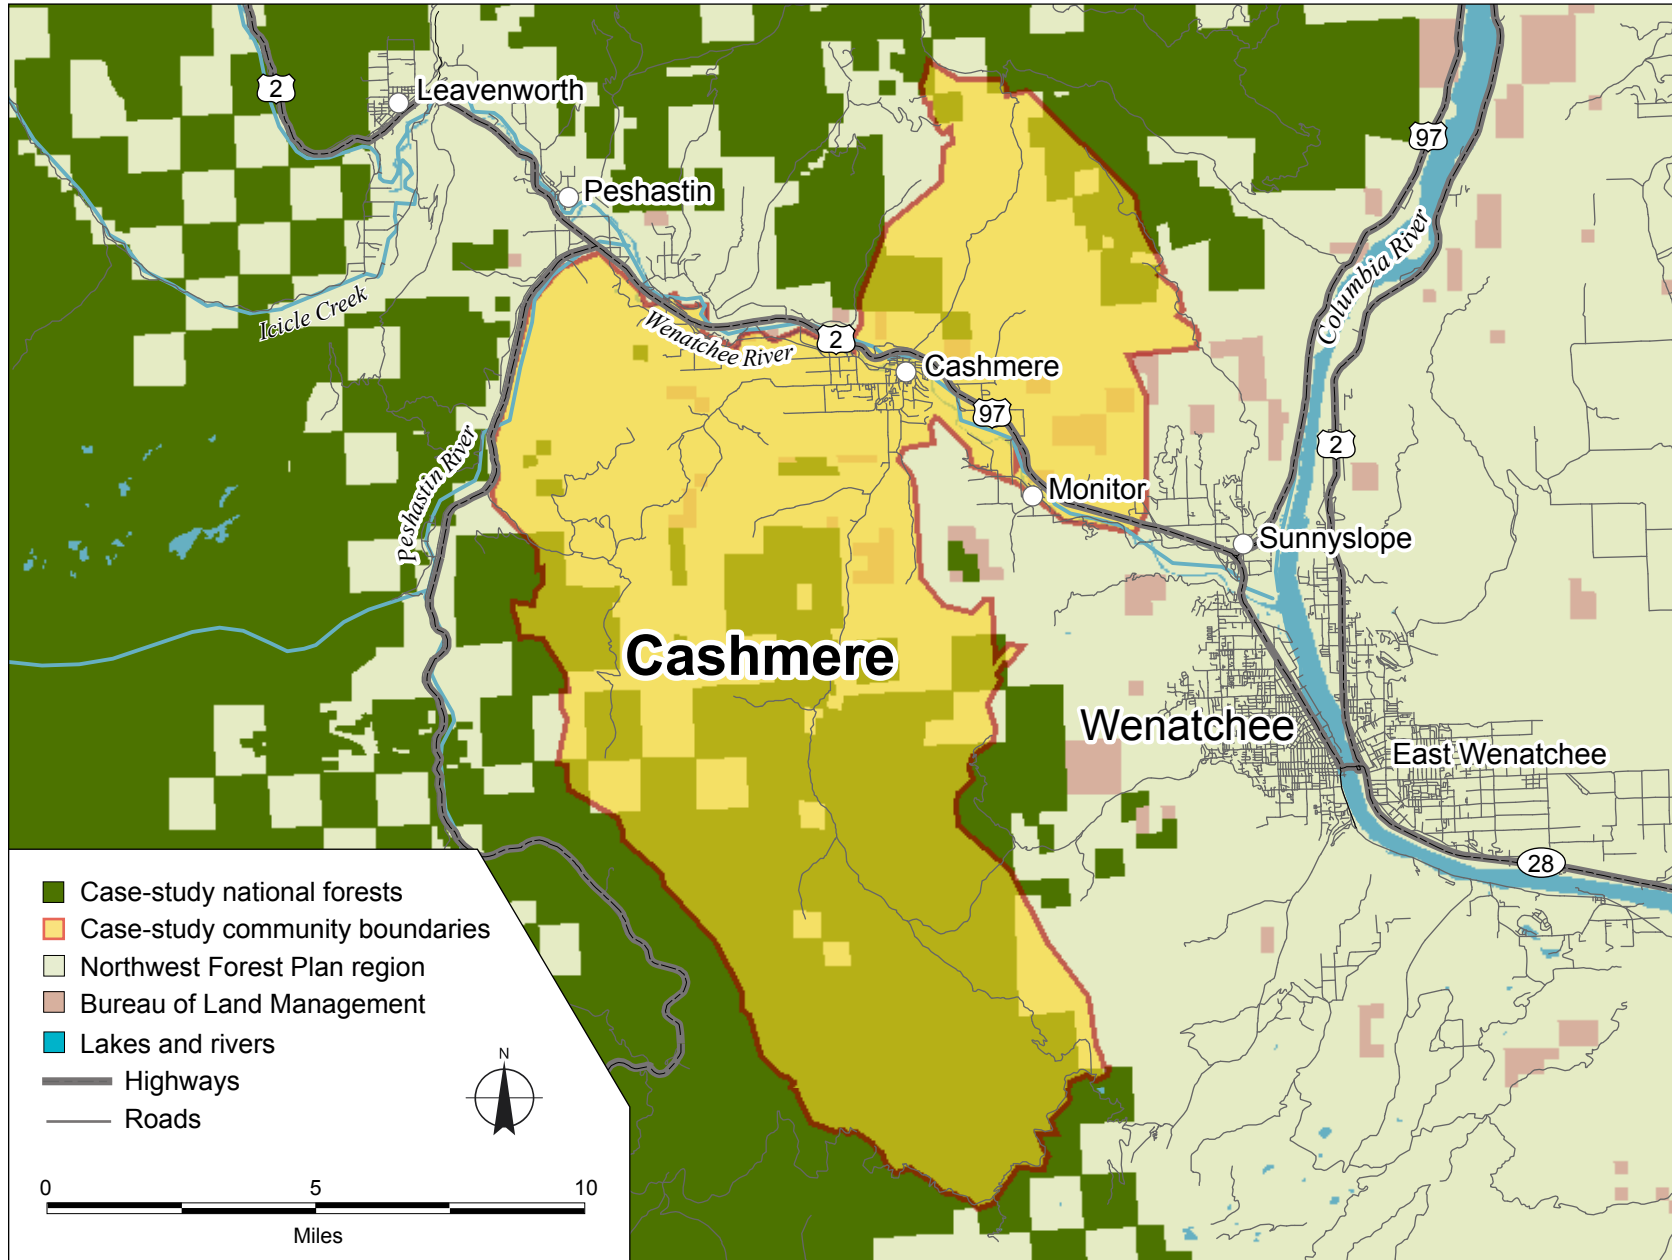 2
Leavenworth
97
Peshastin
Columbia River
Icicle Creek
Wenatchee River
2
Cashmere
97
2
Peshastin River
Monitor
Sunnyslope
Cashmere
Wenatchee
East Wenatchee
28
Case-study national forests
Case-study community boundaries
Northwest Forest Plan region
Bureau of Land Management
Lakes and rivers
Highways
Roads
N
0 5 10
Miles